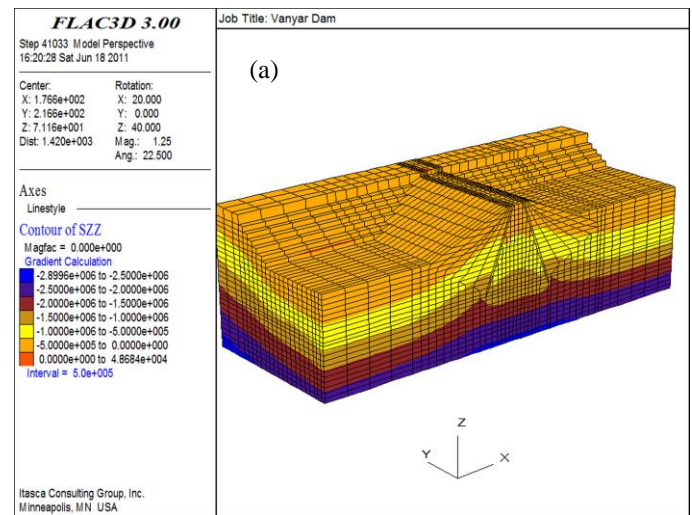 FLAC3D 3.00
Step 41033 Model Perspective
16:20:28 Sat Jun 18 2011
Center:
X: 1.766e+002
Y: 2.166e+002
Z: 7.116e+001
Dist: 1.420e+003
Rotation:
X: 20.000
Y: 0.000
Z: 40.000
Mag.: 1.25
Ang.: 22.500
Axes
Linestyle
Contour of SZZ
Magfac = 0.000e+000
Gradient Calculation
-2.8996e+006 to -2.5000e+006
-2.5000e+006 to -2.0000e+006
-2.0000e+006 to -1.5000e+006
-1.5000e+006 to -1.0000e+006
-1.0000e+006 to -5.0000e+005
-5.0000e+005 to 0.0000e+000
0.0000e+000 to 4.8684e+004
Interval = 5.0e+005
Itasca Consulting Group, Inc.
Minneapolis, MN USA
Job Title: Vanyar Dam
(a)
Z
Y
X